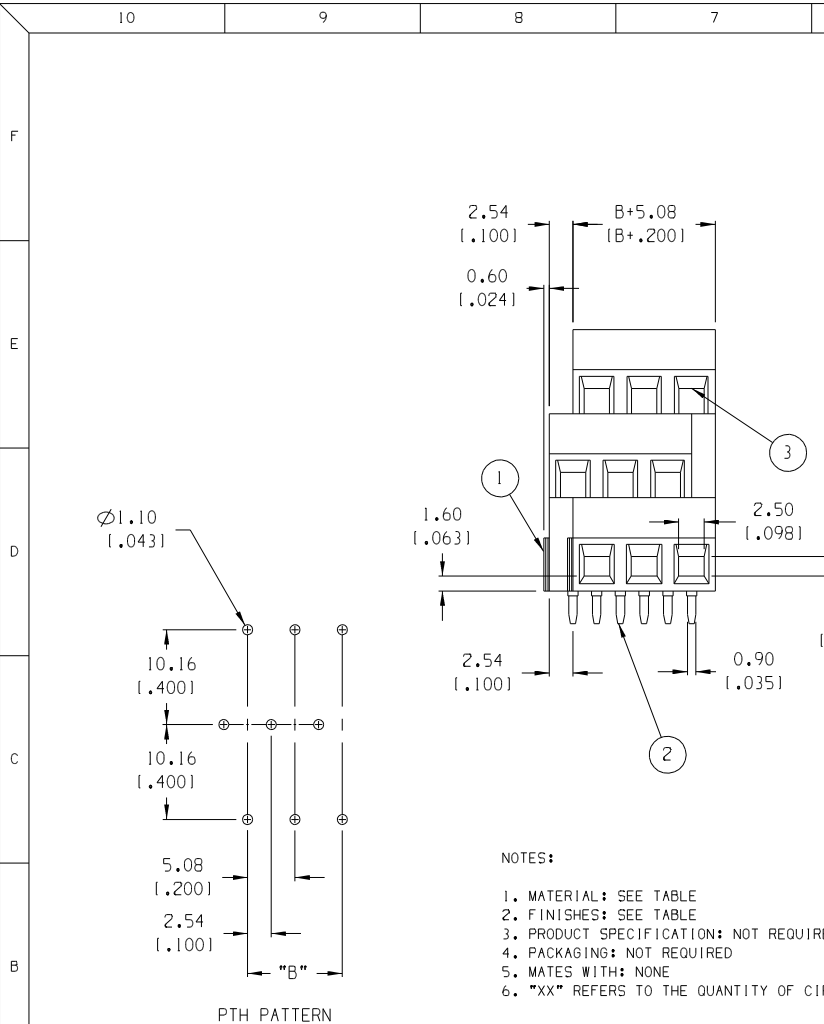 10
9
8
7
F
2.54
[.100]
B+5.08
[B+.200]
0.60
[.024]
E
3
1
2.50
[.098]
Ø1.10
[.043]
1.60
[.063]
D
10.16
[.400]
2.54
[.100]
0.90
[.035]
2
10.16
[.400]
C
5.08
[.200]
2.54
[.100]
"B"
PTH PATTERN
B
NOTES:
1. MATERIAL: SEE TABLE
2. FINISHES: SEE TABLE
3. PRODUCT SPECIFICATION: NOT
4. PACKAGING: NOT REQUIRED
5. MATES WITH: NONE
6. "XX" REFERS TO THE QUANTITY OF